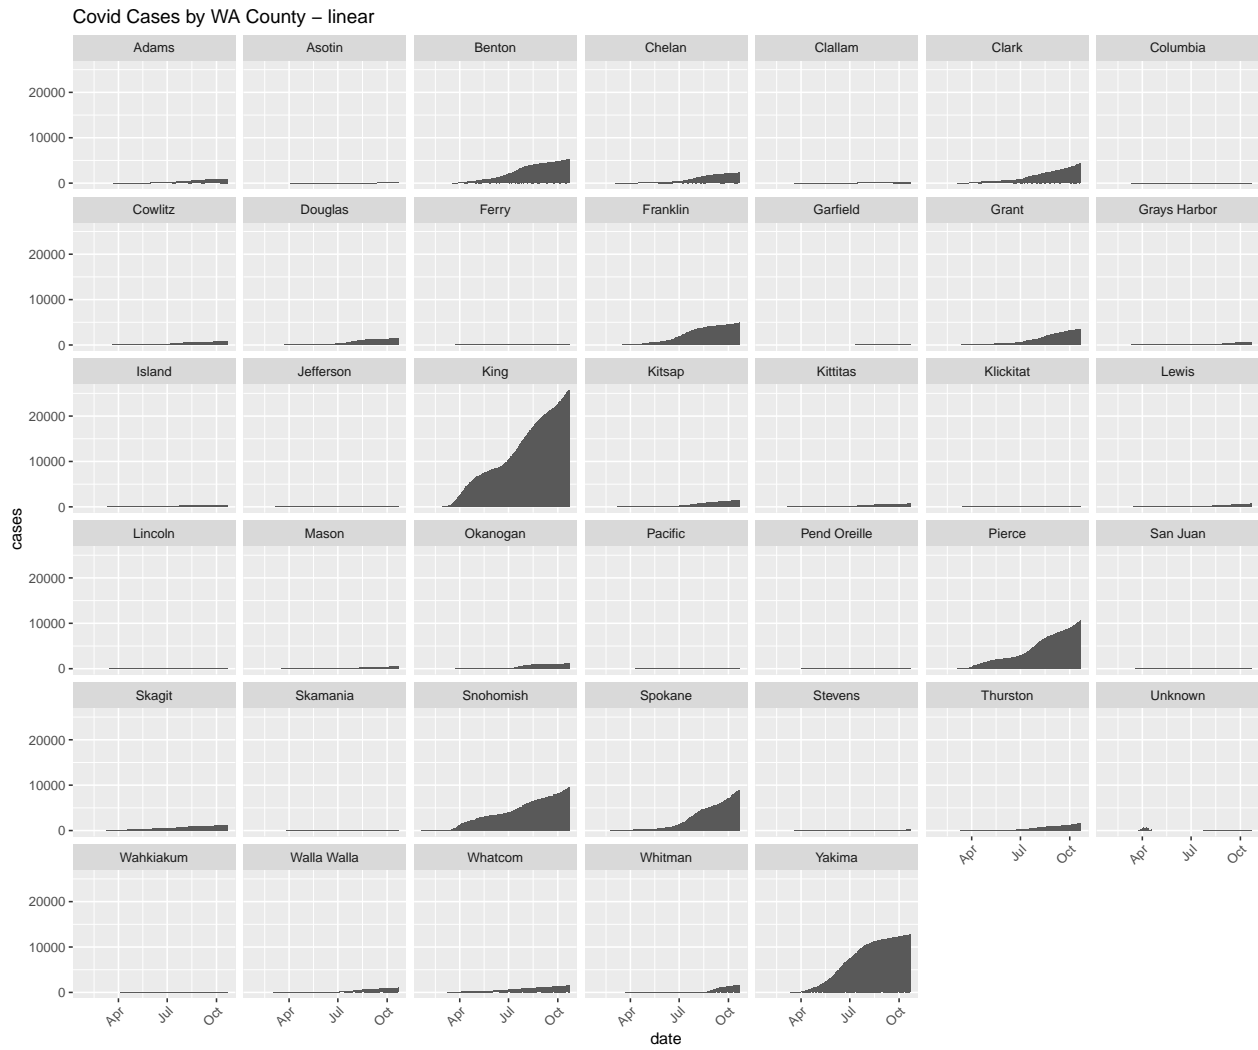 Covid Cases by WA County – linear
Adams Asotin Benton Chelan Clallam Clark Columbia
20000
10000
0
Cowlitz Douglas Ferry Franklin Garfield Grant Grays Harbor
20000
10000
0
Island Jefferson King Kitsap Kittitas Klickitat Lewis
20000
10000
0
cases
Lincoln Mason Okanogan Pacific Pend Oreille Pierce San Juan
20000
10000
0
Skagit Skamania Snohomish Spokane Stevens Thurston Unknown
20000
10000
0
Apr Jul Oct Apr Jul Oct
Wahkiakum Walla Walla Whatcom Whitman Yakima
20000
10000
0
Apr Jul Oct Apr Jul Oct Apr Jul Oct Apr Jul Oct Apr Jul Oct
date